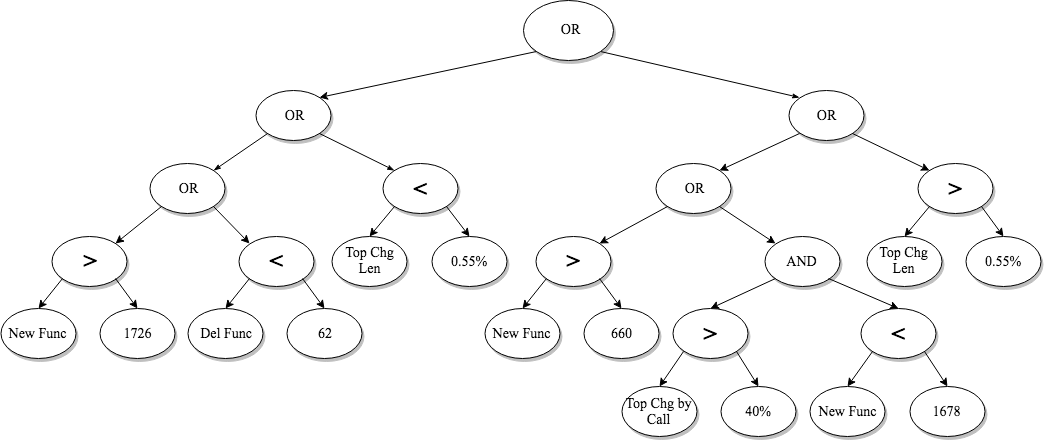 OR
OR
OR
OR
<
OR
>
>
<
Top Chg
Len
0.55%
>
AND
Top Chg
Len
0.55%
New Func
1726
Del Func
62
New Func
660
>
<
Top Chg by
Call
40%
New Func
1678